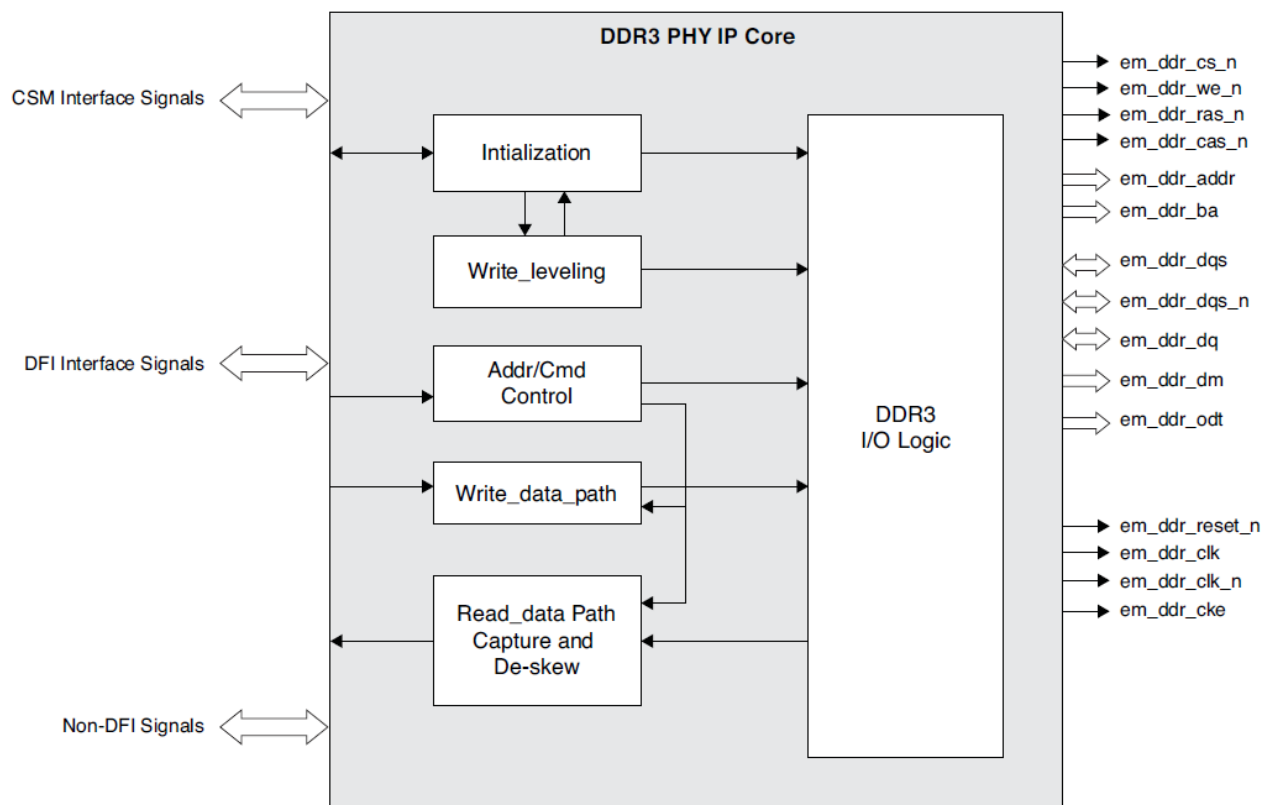 DDR3 PHY IP Core
CSM Interface Signals
DFI Interface Signals
Non-DFI Signals
Intialization
Write_leveling
Addr/Cmd
Control
Write_data_path
Read_data Path
Capture and
De-skew
DDR3
I/O Logic
em_ddr_cs_n
em_ddr_we_n
em_ddr_ras_n
em_ddr_cas_n
em_ddr_addr
em_ddr_ba
em_ddr_dqs
em_ddr_dqs_n
em_ddr_dq
em_ddr_dm
em_ddr_odt
em_ddr_reset_n
em_ddr_clk
em_ddr_clk_n
em_ddr_cke